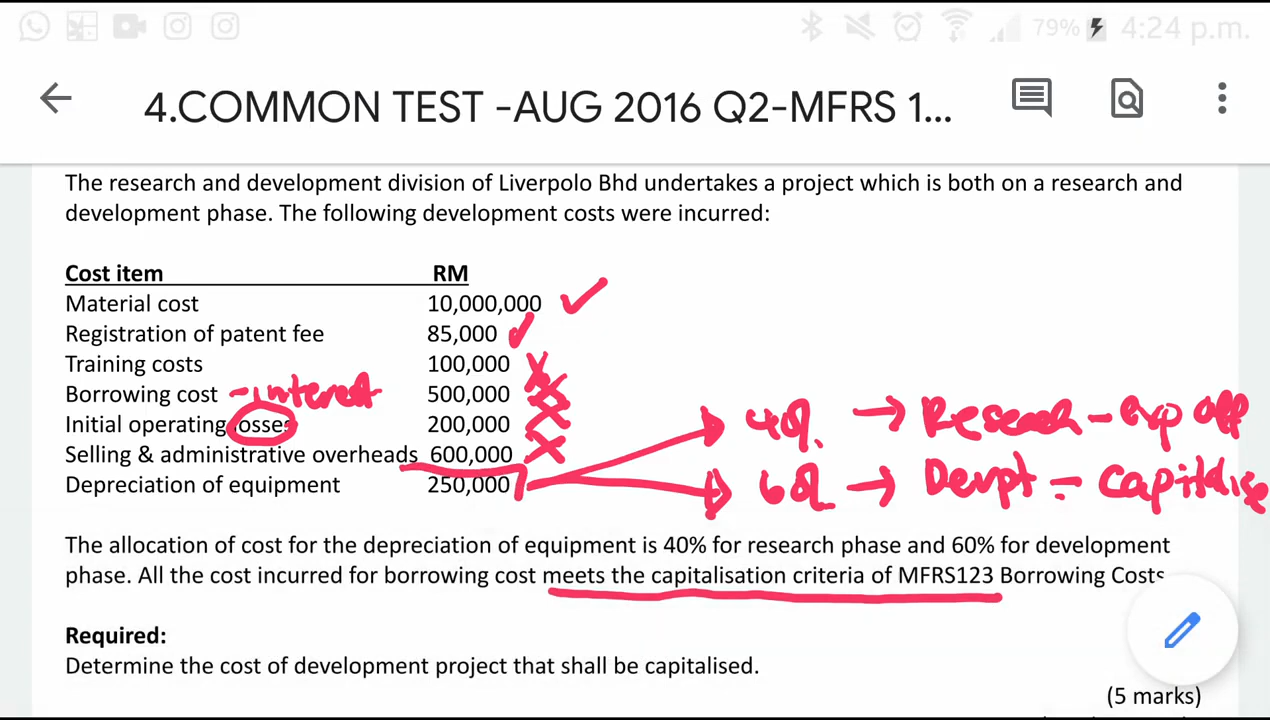 79% 4:24 p.m.
4.COMMON TEST -AUG 2016 Q2-MFRS 1...
The research and development division of Liverpolo Bhd undertakes a project which is both on a research and
development phase. The following development costs were incurred:
Cost item RM
Material cost 10,000,000
Registration of patent fee 85,000
Training costs 100,000
Borrowing cost - interest 500,000
Initial operating losses 200,000 40%. → Research - exp off
Selling & administrative overheads 600,000
Depreciation of equipment 250,000 60% → Devpt - capitalise
The allocation of cost for the depreciation of equipment is 40% for research phase and 60% for development
phase. All the cost incurred for borrowing cost meets the capitalisation criteria of MFRS123 Borrowing Costs
Required:
Determine the cost of development project that shall be capitalised.
(5 marks)